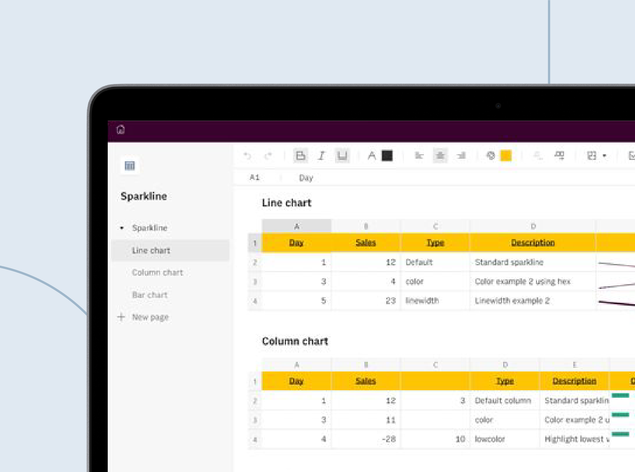 Sparkline
Sparkline
Line chart
Column chart
Bar chart
New page
B I U A
A1 Day
Line chart
A B C D
1 Day Sales Type Description
2 1 12 Default Standard sparkline
3 3 4 color Color example 2 using hex
4 5 23 linewidth Linewidth example 2
Column chart
A B C D E
1 Day Sales Type Description
2 1 12 3 Default column Standard sparklin
3 3 11 color Color example 2 u
4 4 -28 10 lowcolor Highlight lowest